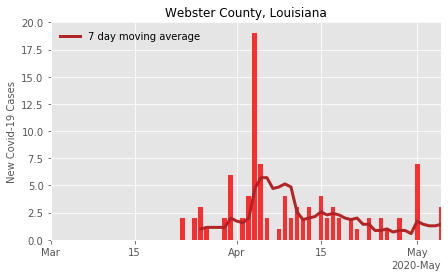 Webster County, Louisiana
7 day moving average
New Covid-19 Cases
20.0
17.5
15.0
12.5
10.0
7.5
5.0
2.5
0.0
Mar
15
Apr
15
May
2020-May